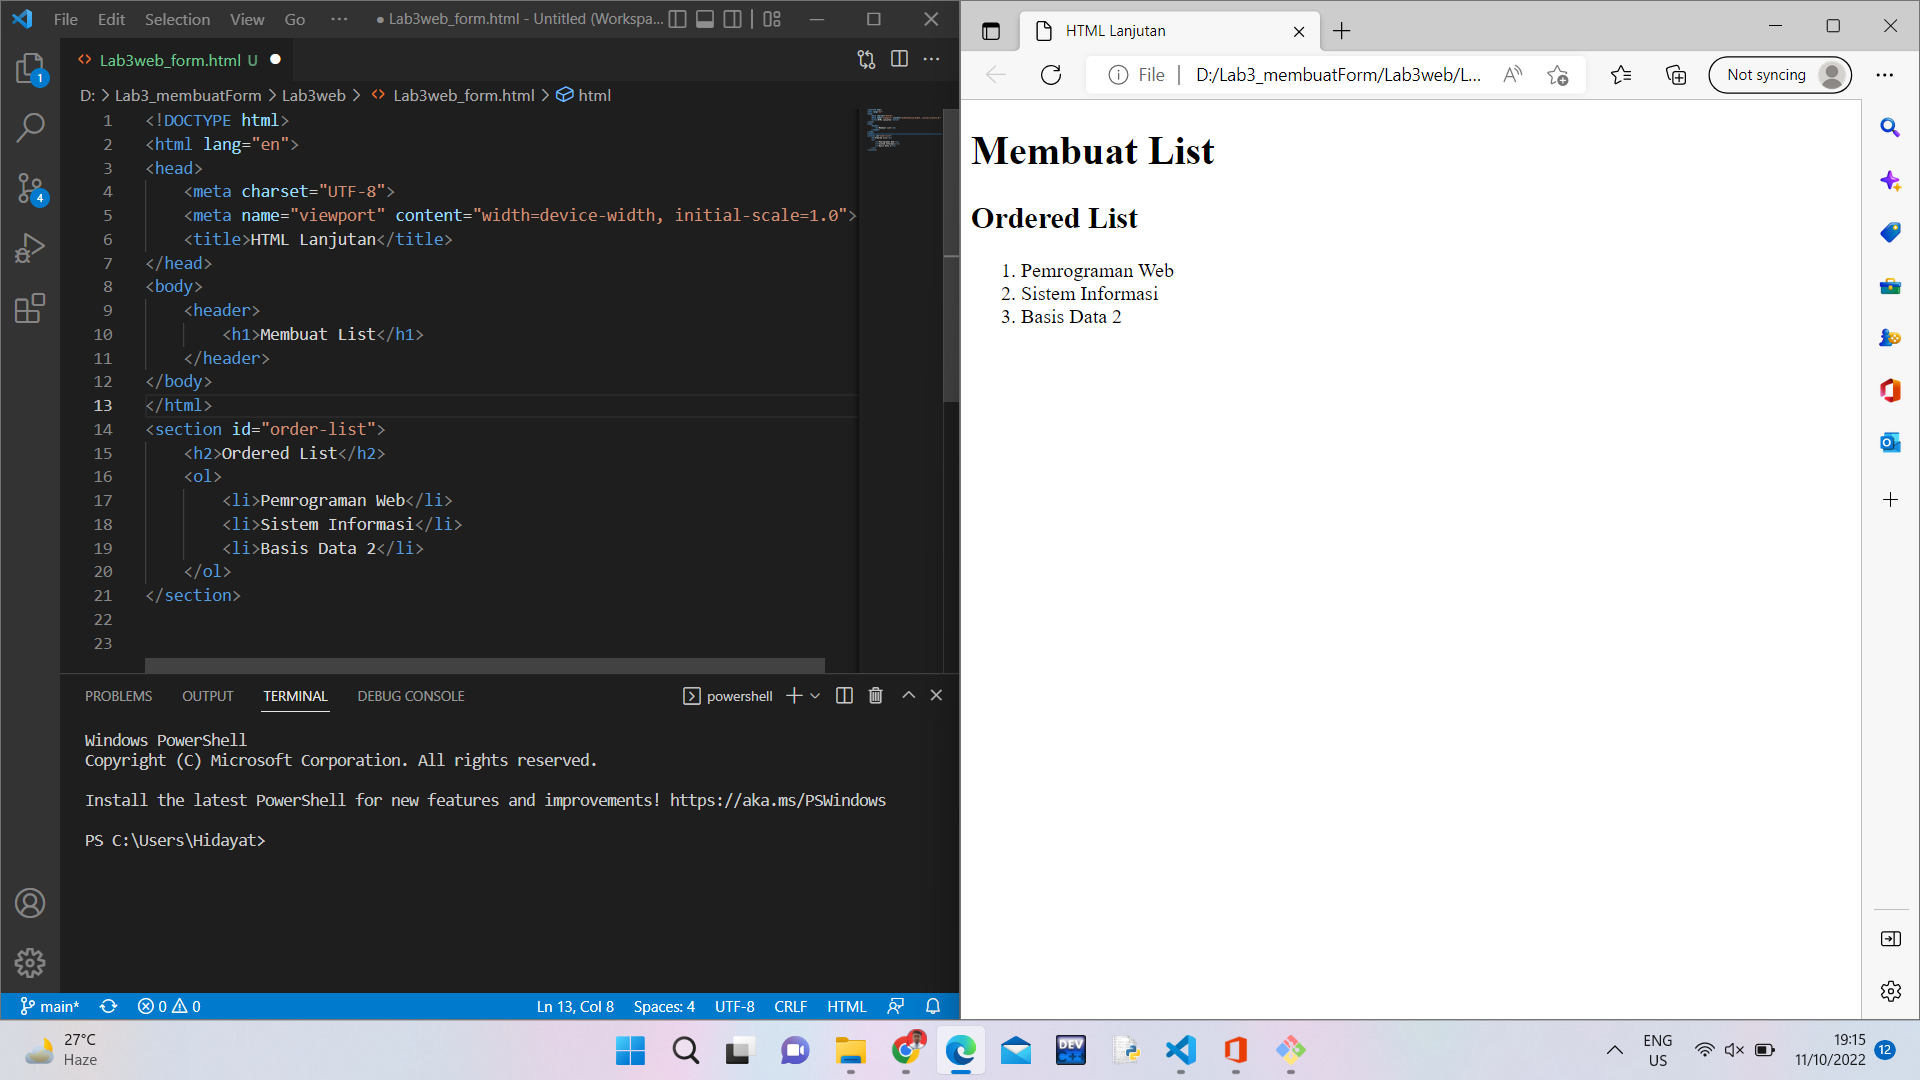 File Edit Selection View Go ··· ● Lab3web_form.html - Untitled (Workspa...
Lab3web_form.html U
D: > Lab3_membuatForm > Lab3web > Lab3web_form.html > html
1 <!DOCTYPE html>
2 <html lang="en">
3 <head>
4 <meta charset="UTF-8">
5 <meta name="viewport" content="width=device-width, initial-scale=1.0">
6 <title>HTML Lanjutan</title>
7 </head>
8 <body>
9 <header>
10 <h1>Membuat List</h1>
11 </header>
12 </body>
13 </html>
14 <section id="order-list">
15 <h2>Ordered List</h2>
16 <ol>
17 <li>Pemrograman Web</li>
18 <li>Sistem Informasi</li>
19 <li>Basis Data 2</li>
20 </ol>
21 </section>
22
23
1
4
PROBLEMS OUTPUT TERMINAL DEBUG CONSOLE powershell
Windows PowerShell
Copyright (C) Microsoft Corporation. All rights reserved.
Install the latest PowerShell for new features and improvements! https://aka.ms/PSWindows
PS C:\Users\Hidayat>
main* 0 0 Ln 13, Col 8 Spaces: 4 UTF-8 CRLF HTML
HTML Lanjutan
File D:/Lab3_membuatForm/Lab3web/L... Not syncing
Membuat List
Ordered List
1. Pemrograman Web
2. Sistem Informasi
3. Basis Data 2
27°C
Haze
DEV
C++
ENG
US
19:15
11/10/2022
12